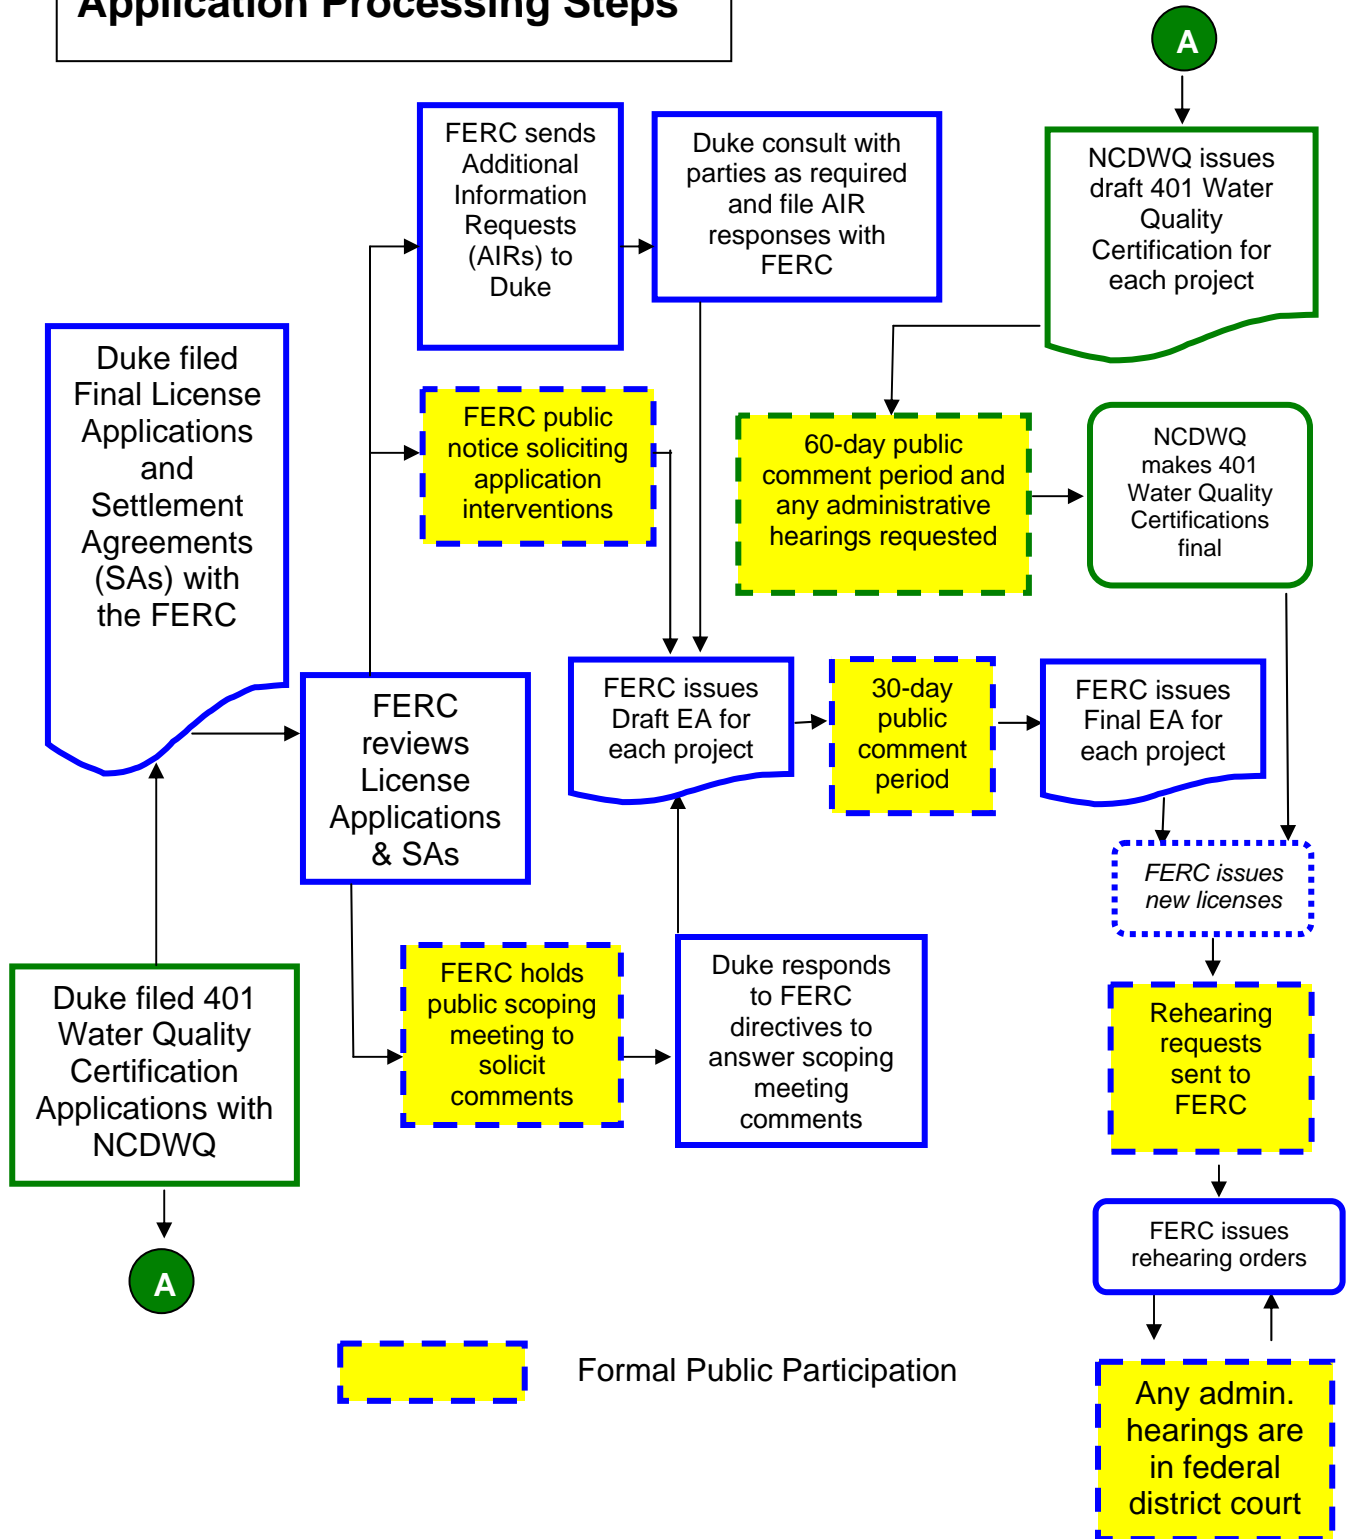 Application Processing Steps
A
FERC sends
Additional
Information
Requests
(AIRs) to
Duke
Duke consult with
parties as required
and file AIR
responses with
FERC
NCDWQ issues
draft 401 Water
Quality
Certification for
each project
Duke filed
Final License
Applications
and
Settlement
Agreements
(SAs) with
the FERC
FERC public
notice soliciting
application
interventions
60-day public
comment period and
any administrative
hearings requested
NCDWQ
makes 401
Water Quality
Certifications
final
FERC
reviews
License
Applications
& SAs
FERC issues
Draft EA for
each project
30-day
public
comment
period
FERC issues
Final EA for
each project
FERC issues
new licenses
Duke filed 401
Water Quality
Certification
Applications with
NCDWQ
FERC holds
public scoping
meeting to
solicit
comments
Duke responds
to FERC
directives to
answer scoping
meeting
comments
Rehearing
requests
sent to
FERC
A
FERC issues
rehearing orders
Formal Public Participation
Any admin.
hearings are
in federal
district court